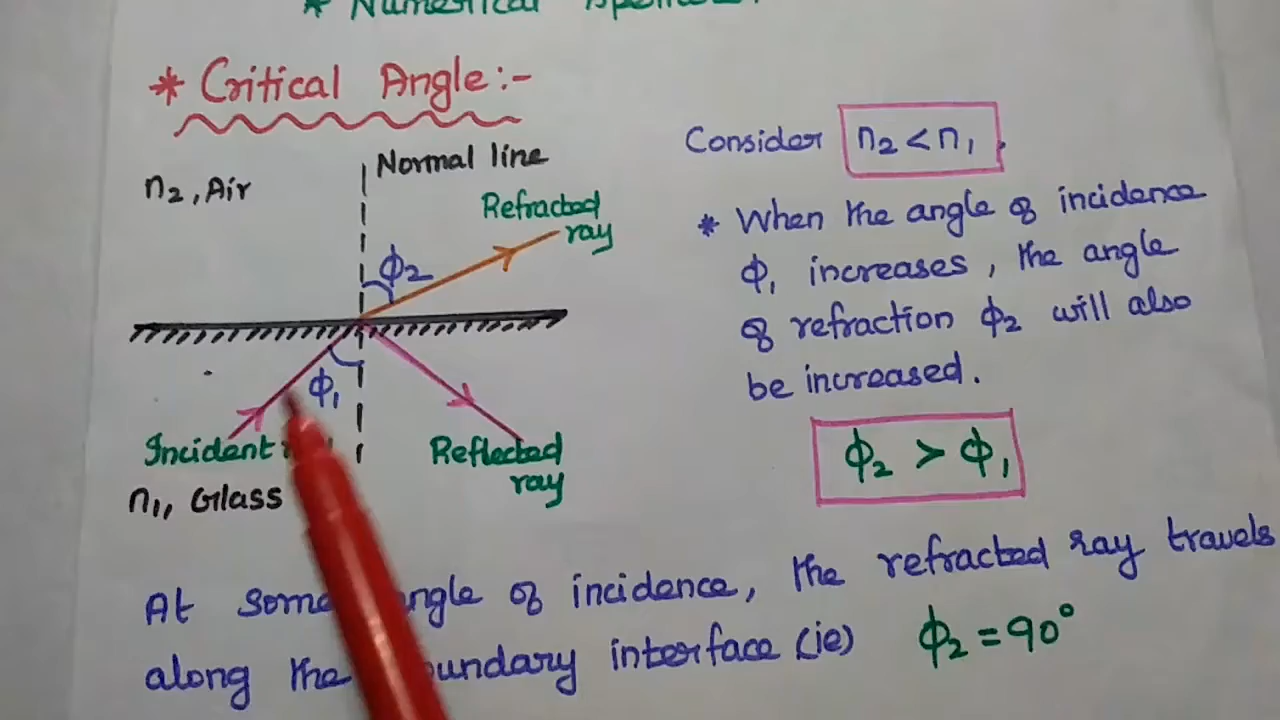 * Numerical
* Critical Angle:-
Normal line
n2, Air
Refracted
ray
ϕ2
ϕ1
Incident
n1, Glass
Reflected
ray
Consider n2 < n1.
* When the angle of incidence
ϕ1 increases, the angle
of refraction ϕ2 will also
be increased.
ϕ2 > ϕ1
At some angle of incidence, the refracted ray travels
along the boundary interface (ie) ϕ2 = 90°